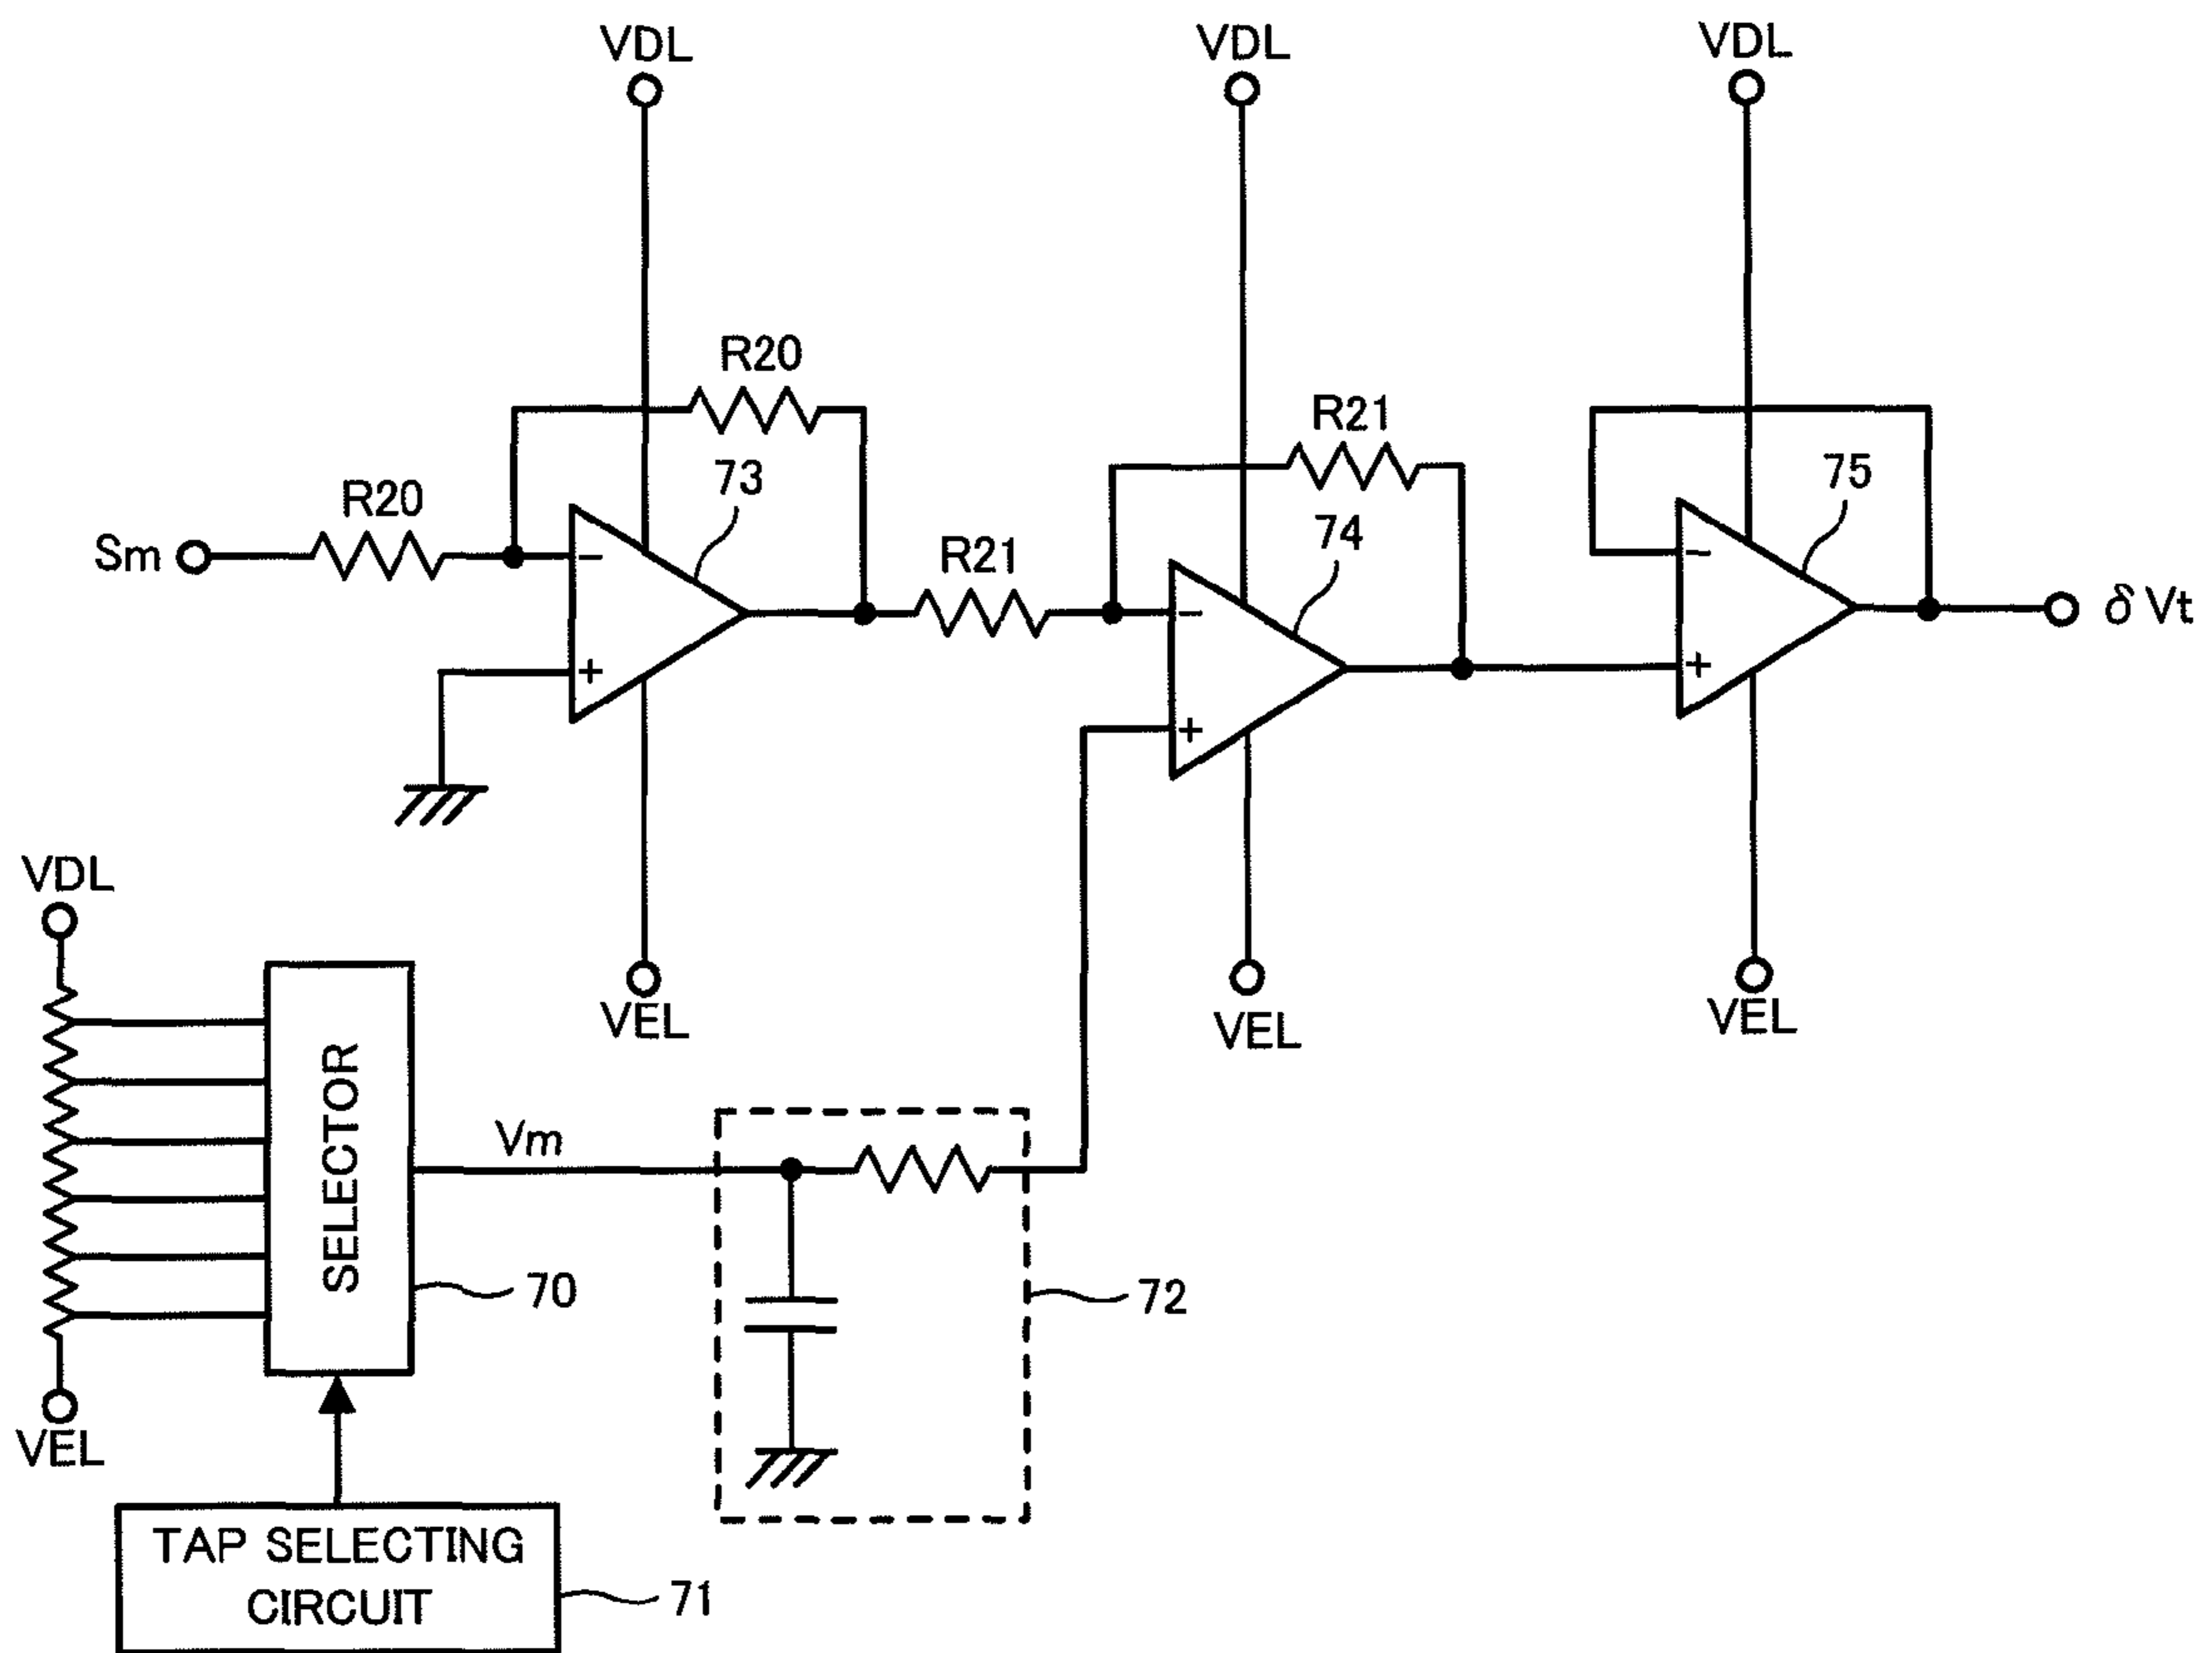 VDL
VDL
VDL
R20
R21
73
75
R20
74
Sm
R21
−
−
−
δ Vt
+
+
+
VDL
VEL
VEL
VEL
SELECTOR
Vm
70
72
VEL
TAP SELECTING
CIRCUIT
71